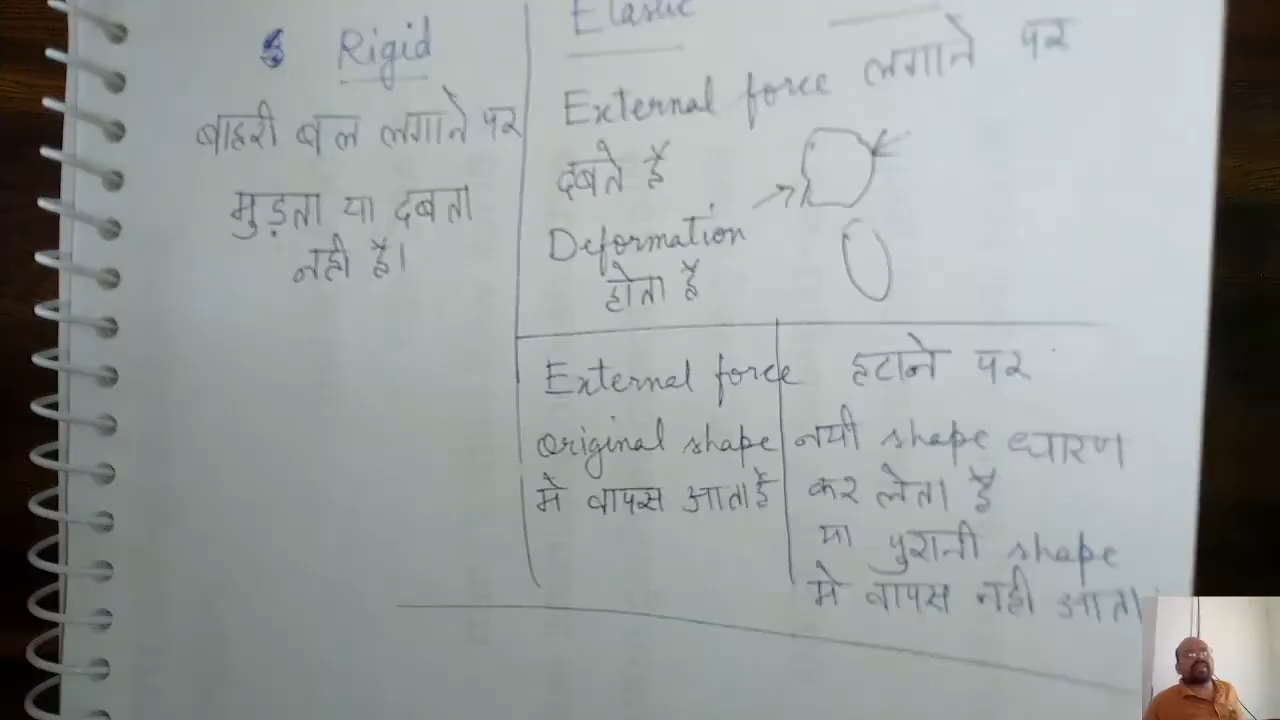 Rigid
बाहरी बल लगाने पर
मुड़ता या दबता
नही है।
Elastic
External force लगाने पर
दबते है
Deformation
होता है
External force हटाने पर
original shape
मे वापस आता है
नयी shape धारण
कर लेता है
या पुरानी shape
मे वापस नही आता